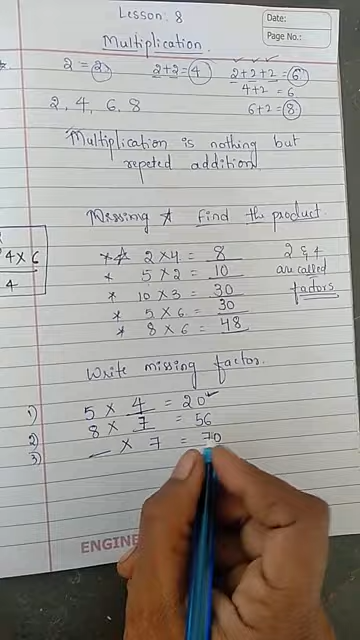 Lesson. 8
Date:
Page No.:
Multiplication.
2 = 2x 2+2 = 4 2+2+2 = 6
4+2 = 6
2, 4, 6, 8 6+2 = 8
Multiplication is nothing but
repeted addition.
find the product.
4 x 6
4
* 2 x 4 = 8
* 5 x 2 = 10
* 10 x 3 = 30
* 5 x 6 = 30
* 8 x 6 = 48
2 & 4
are called
factors
Write missing factor.
1) 5 x 4 = 20
2) 8 x 7 = 56
3) __ x 7 = 70
ENGINE